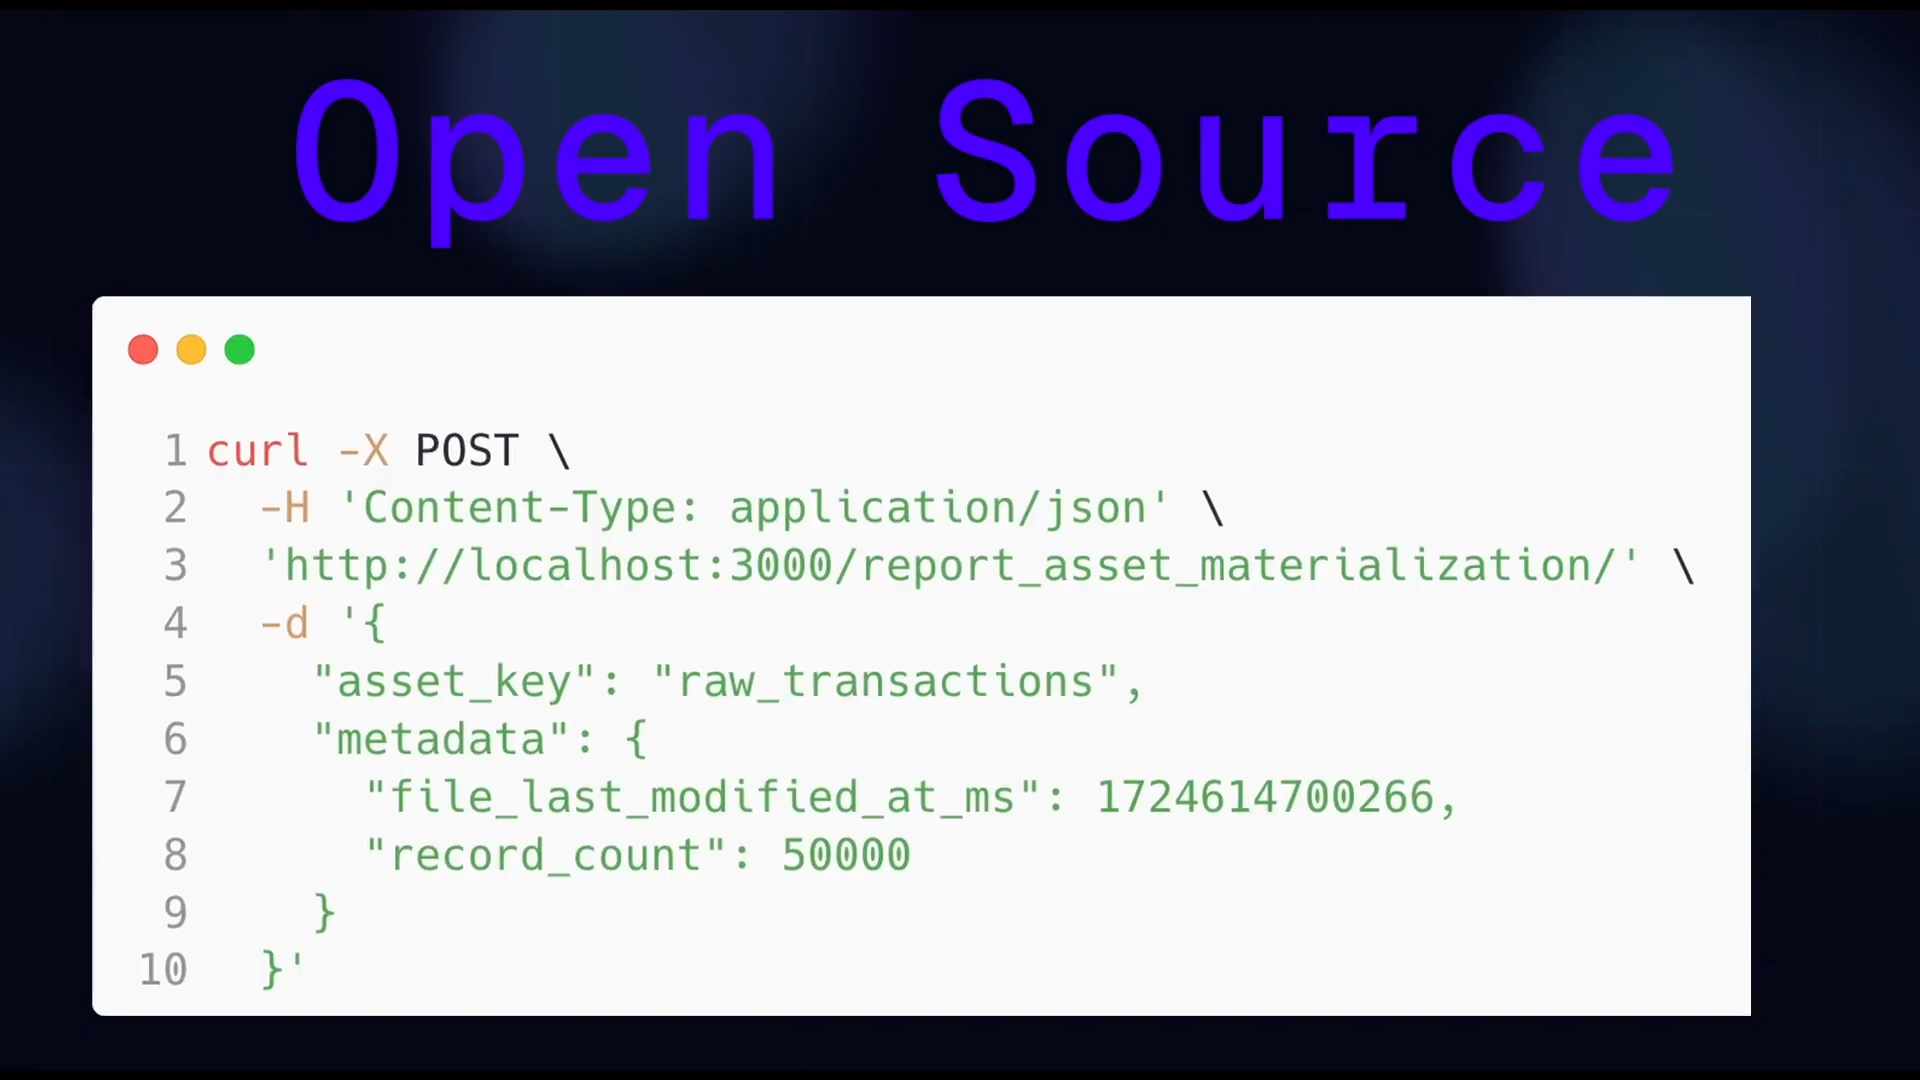 Open Source
1 curl -X POST \
2   -H 'Content-Type: application/json' \
3   'http://localhost:3000/report_asset_materialization/' \
4   -d '{
5     "asset_key": "raw_transactions",
6     "metadata": {
7       "file_last_modified_at_ms": 1724614700266,
8       "record_count": 50000
9     }
10   }'